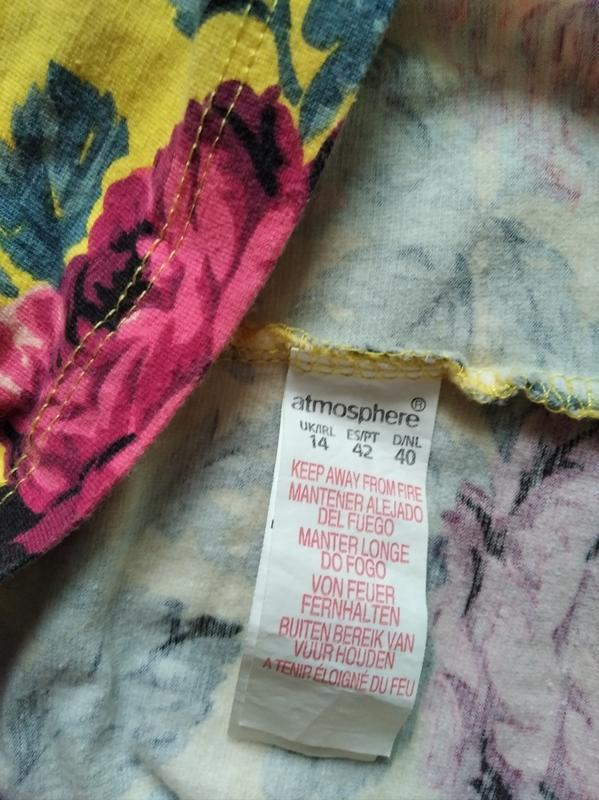 atmosphere®
UK/IRL ES/PT D/NL
14 42 40
KEEP AWAY FROM FIRE
MANTENER ALEJADO
DEL FUEGO
MANTER LONGE
DO FOGO
VON FEUER
FERNHALTEN
BUITEN BEREIK VAN
VUUR HOUDEN
A TENIR ÉLOIGNÉ DU FEU